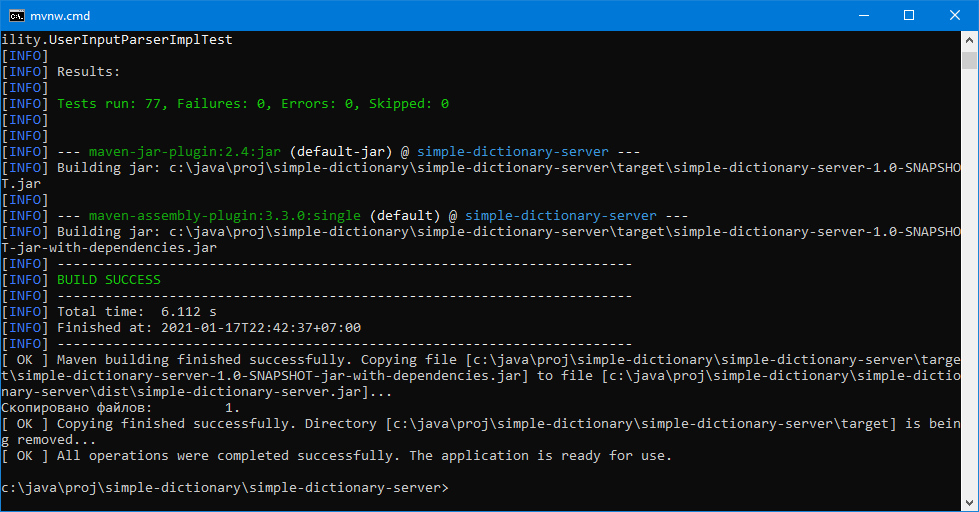 mvnw.cmd
ility.UserInputParserImplTest
[INFO]
[INFO] Results:
[INFO]
[INFO] Tests run: 77, Failures: 0, Errors: 0, Skipped: 0
[INFO]
[INFO]
[INFO] --- maven-jar-plugin:2.4:jar (default-jar) @ simple-dictionary-server ---
[INFO] Building jar: c:\java\proj\simple-dictionary\simple-dictionary-server\target\simple-dictionary-server-1.0-SNAPSHO
T.jar
[INFO]
[INFO] --- maven-assembly-plugin:3.3.0:single (default) @ simple-dictionary-server ---
[INFO] Building jar: c:\java\proj\simple-dictionary\simple-dictionary-server\target\simple-dictionary-server-1.0-SNAPSHO
T-jar-with-dependencies.jar
[INFO] ------------------------------------------------------------------------
[INFO] BUILD SUCCESS
[INFO] ------------------------------------------------------------------------
[INFO] Total time:  6.112 s
[INFO] Finished at: 2021-01-17T22:42:37+07:00
[INFO] ------------------------------------------------------------------------
[ OK ] Maven building finished successfully. Copying file [c:\java\proj\simple-dictionary\simple-dictionary-server\targe
t\simple-dictionary-server-1.0-SNAPSHOT-jar-with-dependencies.jar] to file [c:\java\proj\simple-dictionary\simple-dictio
nary-server\dist\simple-dictionary-server.jar]...
Скопировано файлов:         1.
[ OK ] Copying finished successfully. Directory [c:\java\proj\simple-dictionary\simple-dictionary-server\target] is bein
g removed...
[ OK ] All operations were completed successfully. The application is ready for use.
c:\java\proj\simple-dictionary\simple-dictionary-server>